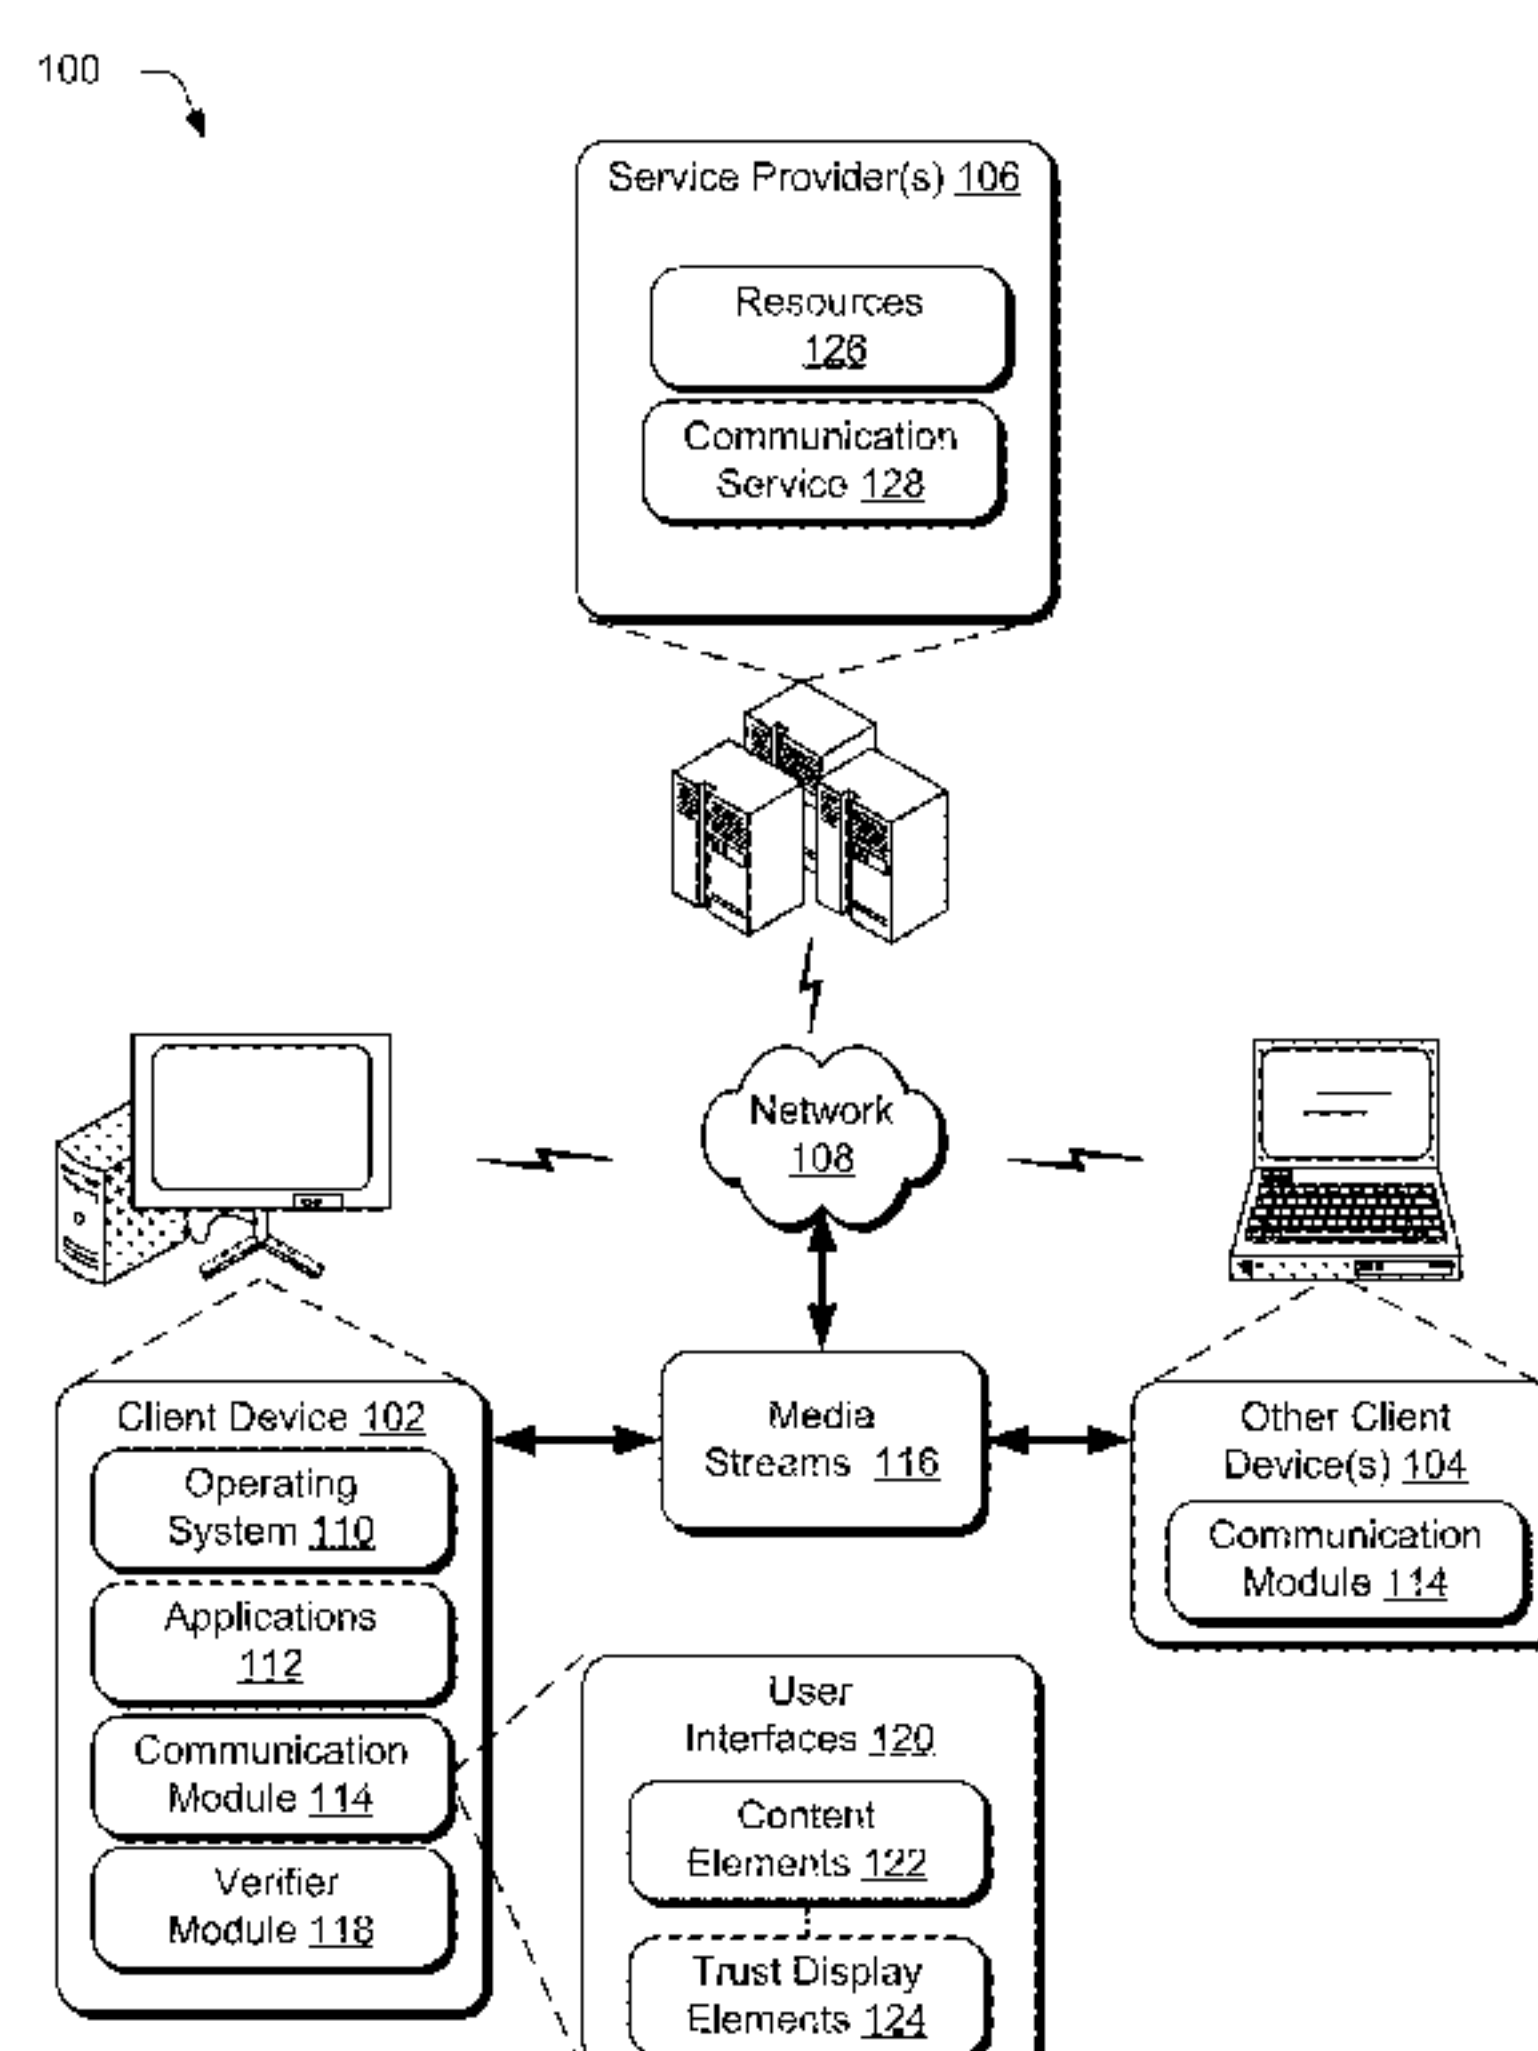 100
Service Provider(s) 106
Resources
126
Communication
Service 128
Network
108
Client Device 102
Operating
System 110
Applications
112
Communication
Module 114
Verifier
Module 118
Media
Streams 116
Other Client
Device(s) 104
Communication
Module 114
User
Interfaces 120
Content
Elements 122
Trust Display
Elements 124